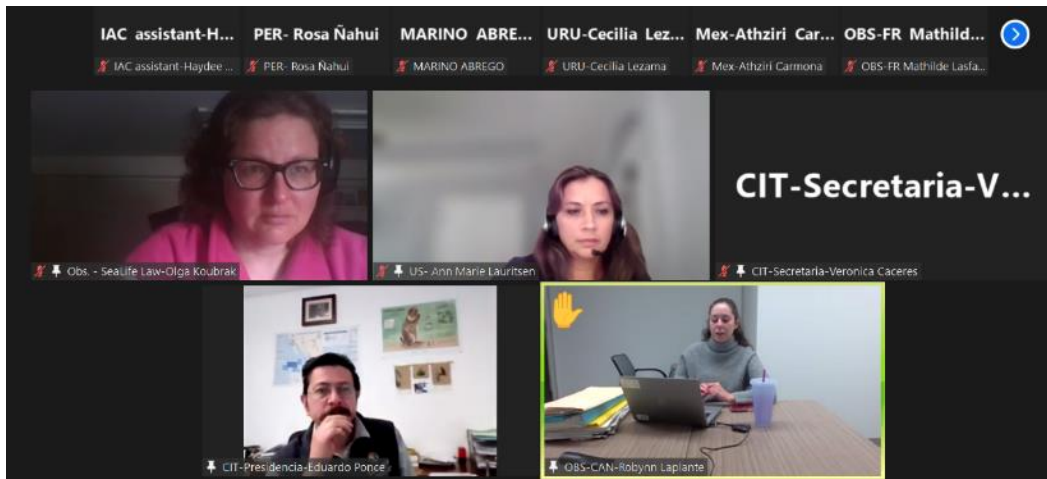 IAC assistant-H...
PER- Rosa Ñahui
MARINO ABRE...
URU-Cecilia Lez...
Mex-Athziri Car...
OBS-FR Mathild...
IAC assistant-Haydee ...
PER- Rosa Ñahui
MARINO ABREGO
URU-Cecilia Lezama
Mex-Athziri Carmona
OBS-FR Mathilde Lasfa...
CIT-Secretaria-V...
Obs. - SeaLife Law-Olga Koubrak
US- Ann Marie Lauritsen
CIT-Secretaria-Veronica Caceres
CIT-Presidencia-Eduardo Ponce
OBS-CAN-Robynn Laplante